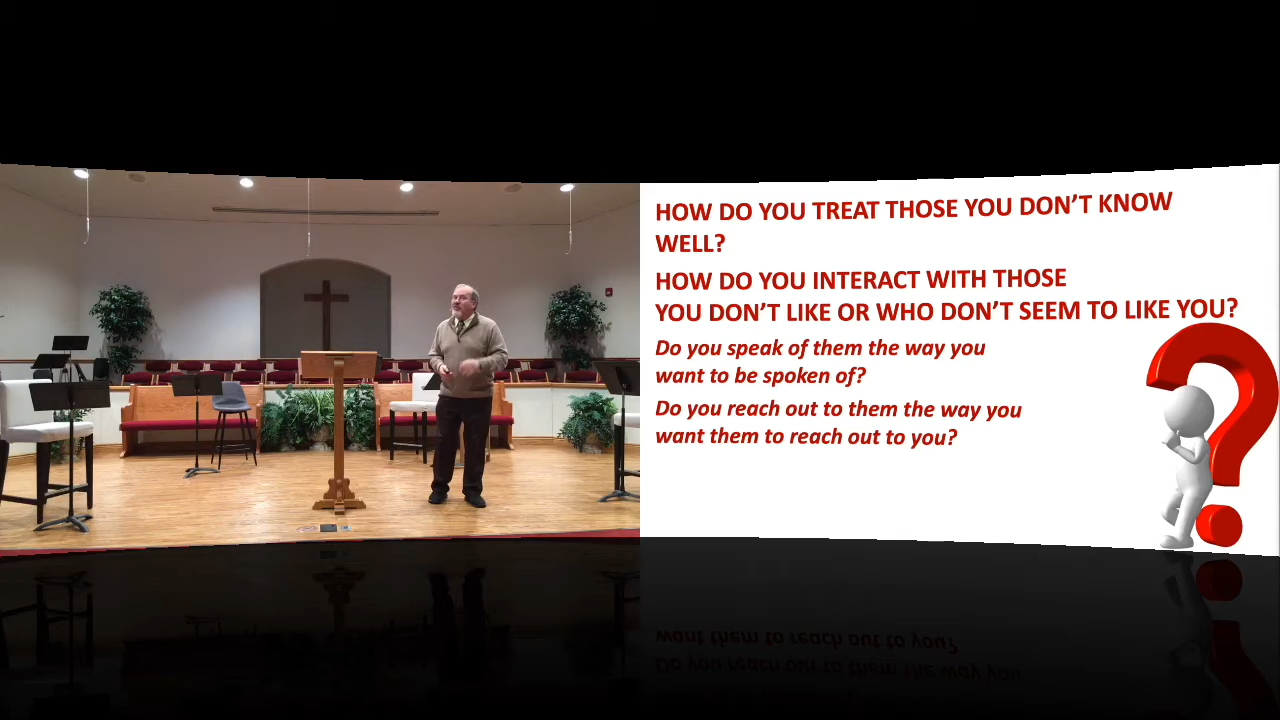 HOW DO YOU TREAT THOSE YOU DON'T KNOW
WELL?
HOW DO YOU INTERACT WITH THOSE
YOU DON'T LIKE OR WHO DON'T SEEM TO LIKE YOU?
Do you speak of them the way you
want to be spoken of?
Do you reach out to them the way you
want them to reach out to you?